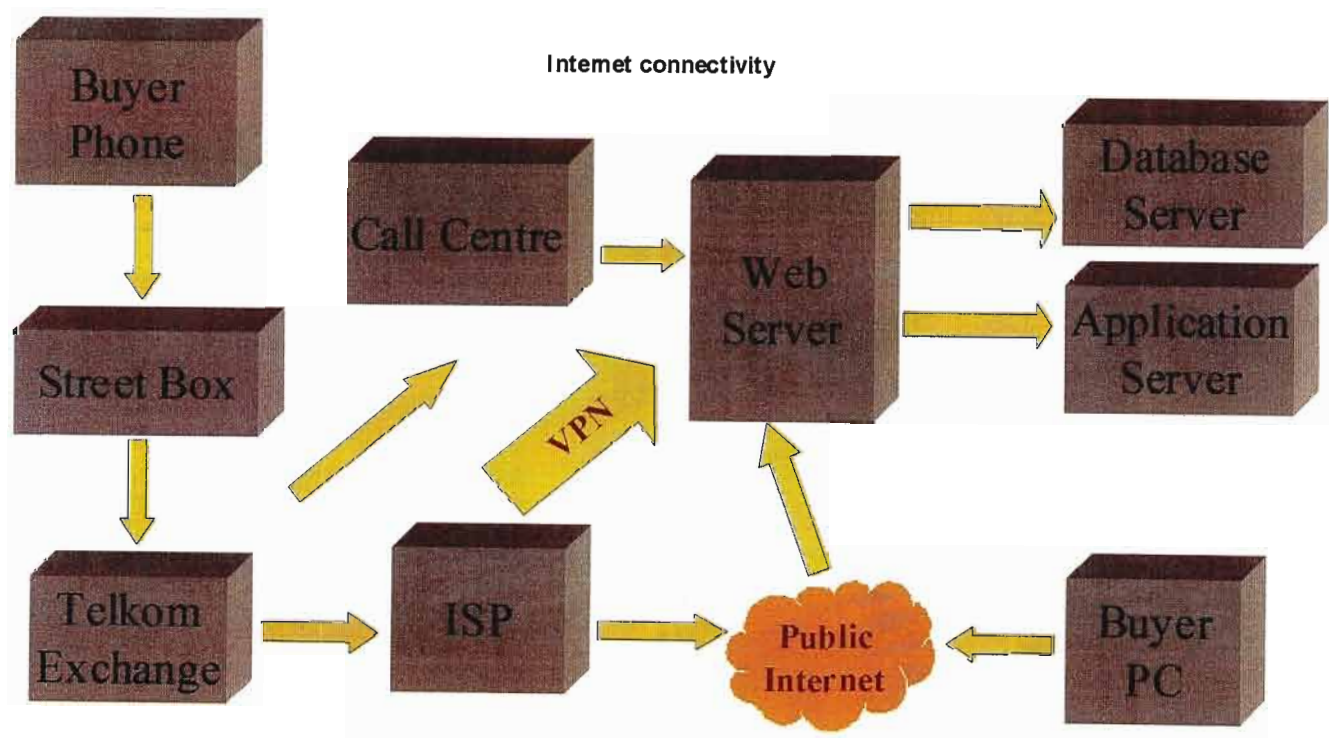 Internet connectivity
Buyer
Phone
Call Centre
Web
Server
Database
Server
Application
Server
Street Box
VPN
Telkom
Exchange
ISP
Public
Internet
Buyer
PC